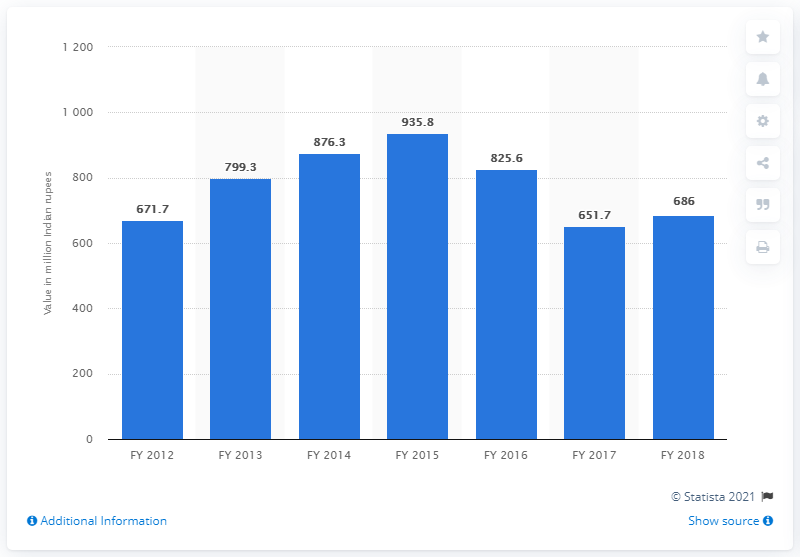 1 200
1 000
800
600
400
200
0
Value in million Indian rupees
671.7
799.3
876.3
935.8
825.6
651.7
686
FY 2012
FY 2013
FY 2014
FY 2015
FY 2016
FY 2017
FY 2018
© Statista 2021
Additional Information
Show source